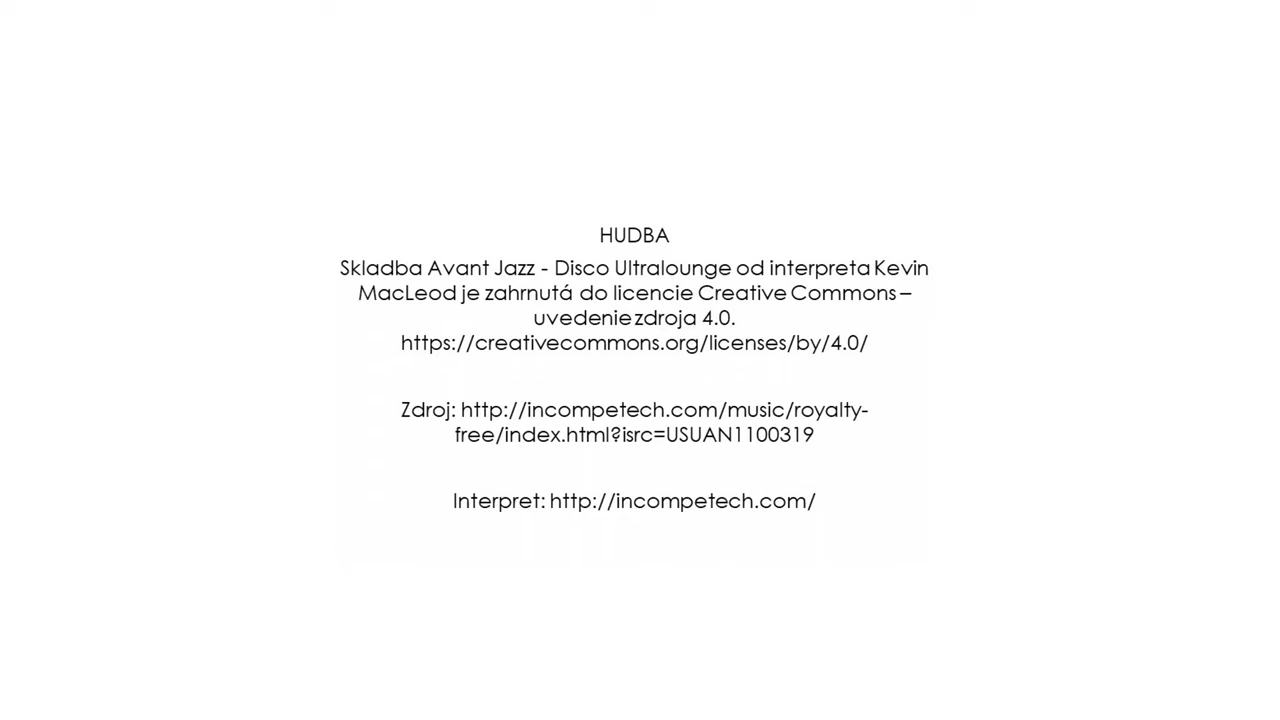 HUDBA
Skladba Avant Jazz - Disco Ultralounge od interpreta Kevin
MacLeod je zahrnutá do licencie Creative Commons –
uvedenie zdroja 4.0.
https://creativecommons.org/licenses/by/4.0/
Zdroj: http://incompetech.com/music/royalty-
free/index.html?isrc=USUAN1100319
Interpret: http://incompetech.com/